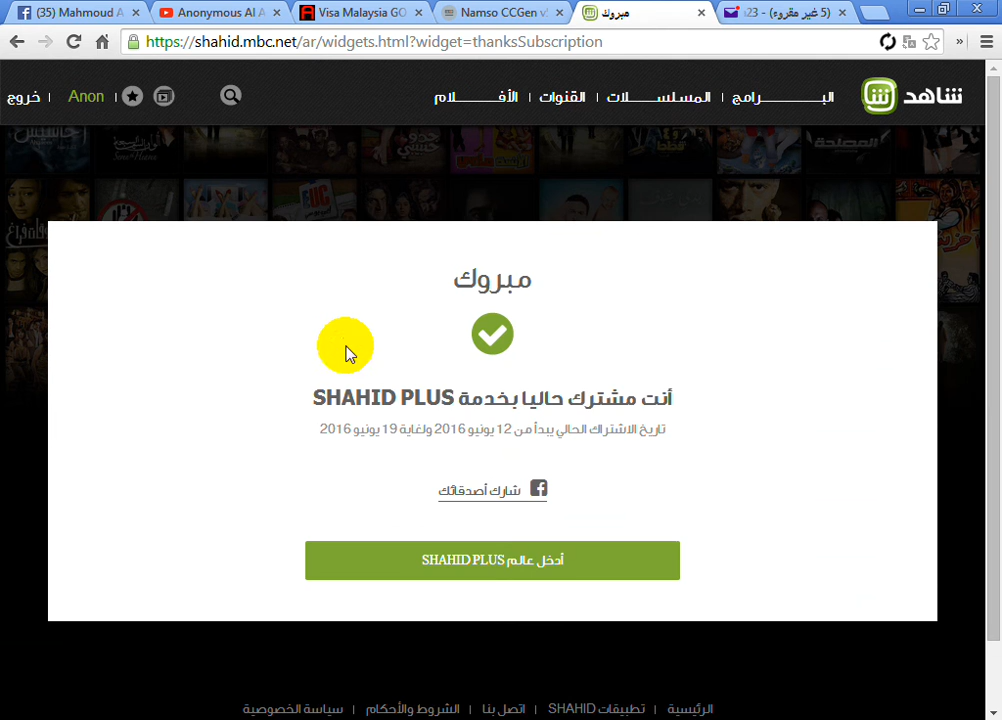 (35) Mahmoud A
Anonymous Al A
Visa Malaysia GO
Namso CCGen v
مبروك
(5 غير مقروء) - 23
https://shahid.mbc.net/ar/widgets.html?widget=thanksSubscription
شاهد
البـــرامج | المسلســـلات | القنوات | الأفـــلام
Anon | خروج
مبروك
أنت مشترك حاليا بخدمة SHAHID PLUS
تاريخ الاشتراك الحالي يبدأ من 12 يونيو 2016 ولغاية 19 يونيو 2016
شارك أصدقائك
أدخل عالم SHAHID PLUS
الرئيسية | تطبيقات SHAHID | اتصل بنا | الشروط والأحكام | سياسة الخصوصية